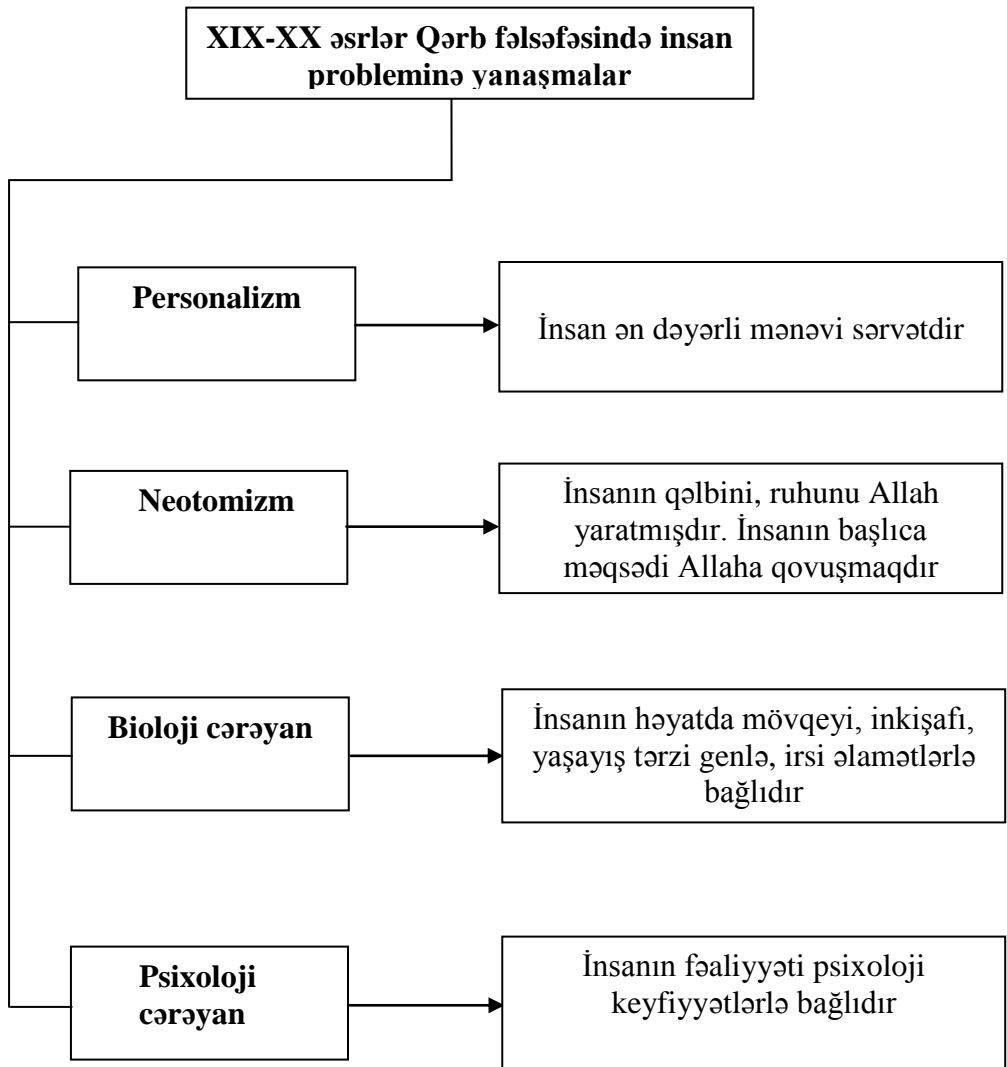 XIX-XX əsrlər Qərb fəlsəfəsində insan
probleminə yanaşmalar
Personalizm
İnsan ən dəyərli mənəvi sərvətdir
Neotomizm
İnsanın qəlbini, ruhunu Allah
yaratmışdır. İnsanın başlıca
məqsədi Allaha qovuşmaqdır
Bioloji cərəyan
İnsanın həyatda mövqeyi, inkişafı,
yaşayış tərzi genlə, irsi əlamətlərlə
bağlıdır
Psixoloji
cərəyan
İnsanın fəaliyyəti psixoloji
keyfiyyətlərlə bağlıdır